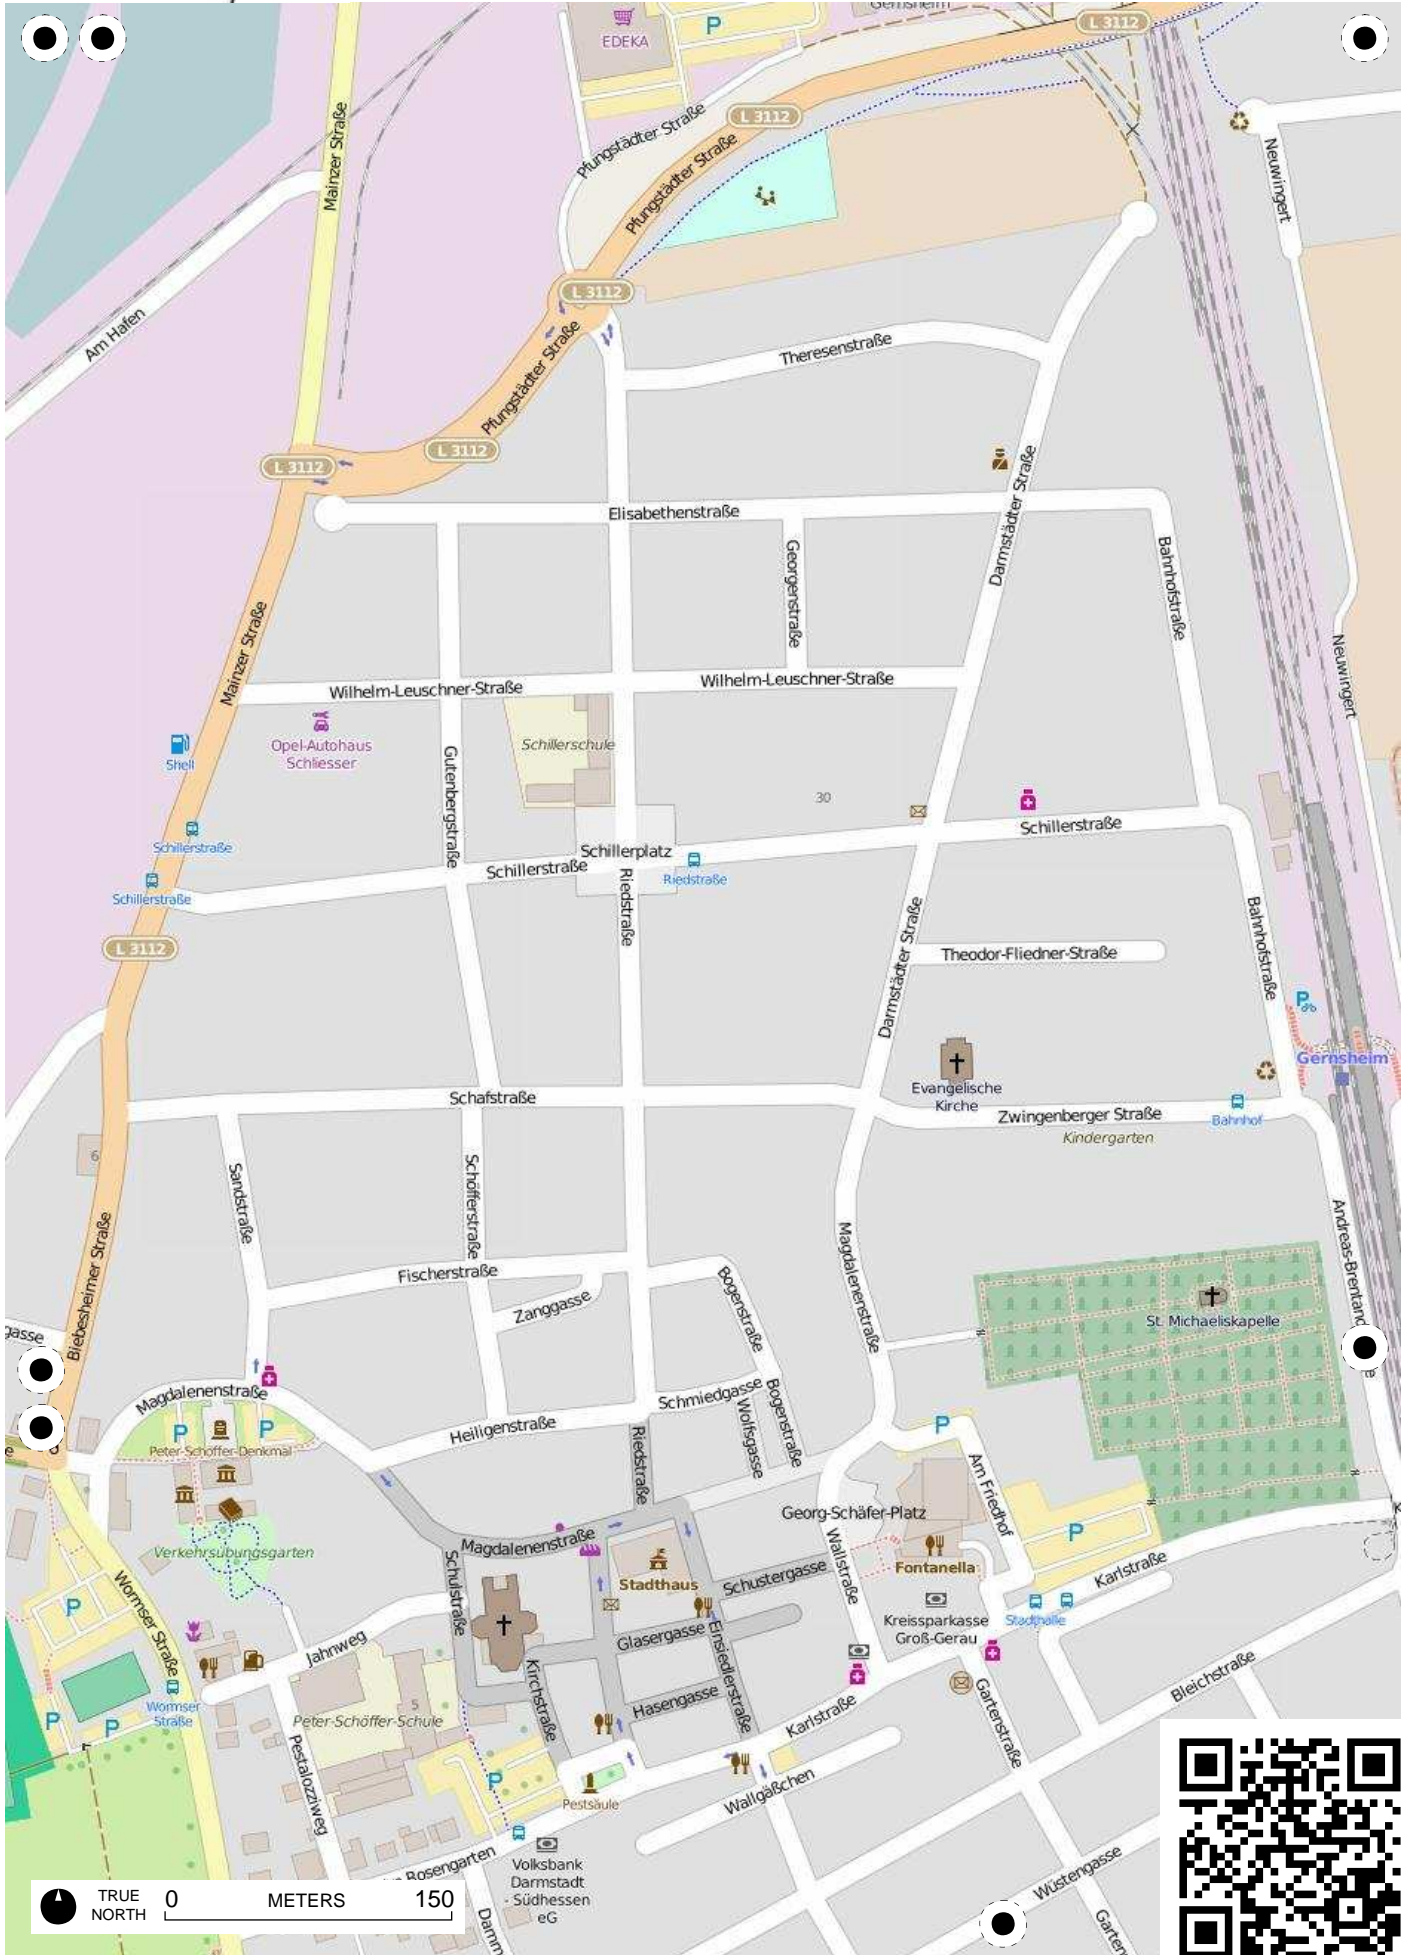 Gernsheim
L 3112
EDEKA
P
Mainzer Straße
Pfungstädter Straße
L 3112
Pfungstädter Straße
Neuwingert
Am Hafen
L 3112
Pfungstädter Straße
Theresenstraße
L 3112
L 3112
Darmstädter Straße
Elisabethenstraße
Georgenstraße
Bahnhofstraße
Mainzer Straße
Neuwingert
Wilhelm-Leuschner-Straße
Wilhelm-Leuschner-Straße
Opel-Autohaus
Schliesser
Schillerschule
Shell
Gutenbergstraße
30
Schillerstraße
Schillerstraße
Schillerplatz
Schillerstraße
Riedstraße
Schillerstraße
Riedstraße
L 3112
Darmstädter Straße
Theodor-Fliedner-Straße
Bahnhofstraße
P
Gernsheim
Evangelische
Kirche
Schafstraße
Zwingenberger Straße
Bahnhof
Kindergarten
6
Sandstraße
Schöfferstraße
Biebesheimer Straße
Magdalenenstraße
Andreas-Brentano
Fischerstraße
Zanggasse
Bogenstraße
St. Michaeliskapelle
gasse
Magdalenenstraße
Schmiedgasse
Bogenstraße
Wolfsgasse
Heiligenstraße
P
P
P
Peter-Schöffer-Denkmal
Riedstraße
Am Friedhof
Georg-Schäfer-Platz
Magdalenenstraße
P
Verkehrsübungsgarten
Schulstraße
Stadthaus
Schustergasse
Wallstraße
Fontanella
Karlstraße
Wormser Straße
P
Kreissparkasse
Groß-Gerau
Stadthalle
Glasergasse
Einsiedlerstraße
Jahnweg
Kirchstraße
Hasengasse
Karlstraße
Gartenstraße
Bleichstraße
Wormser
Straße
P
P
5
Peter-Schöffer-Schule
Pestalozziweg
P
Pestsäule
Wallgäßchen
Rosengarten
Volksbank
Darmstadt
- Südhessen
eG
Wüstengasse
TRUE
NORTH
0 METERS 150
Damm
Garten